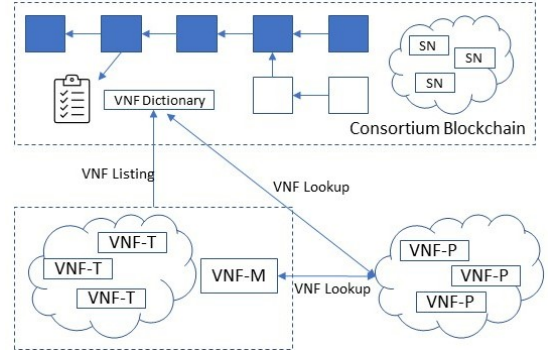 SN
SN
SN
VNF Dictionary
Consortium Blockchain
VNF Listing
VNF Lookup
VNF-T
VNF-T
VNF-T
VNF-M
VNF Lookup
VNF-P
VNF-P
VNF-P